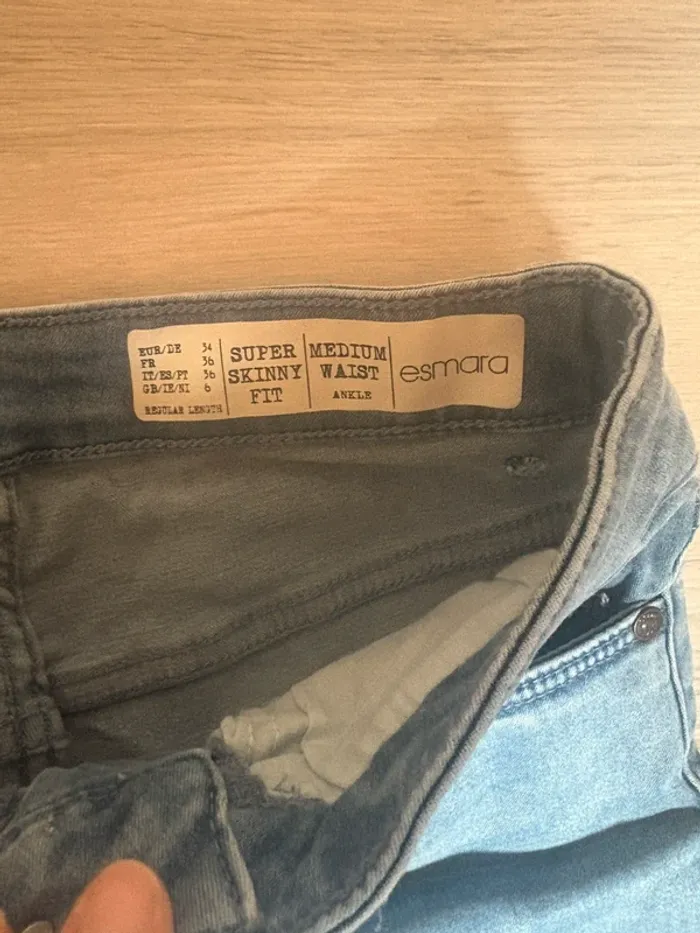 EUR/DE 34
FR 36
IT/ES/PT 36
GB/IE/NI 6
REGULAR LENGTH
SUPER
SKINNY
FIT
MEDIUM
WAIST
ANKLE
esmara